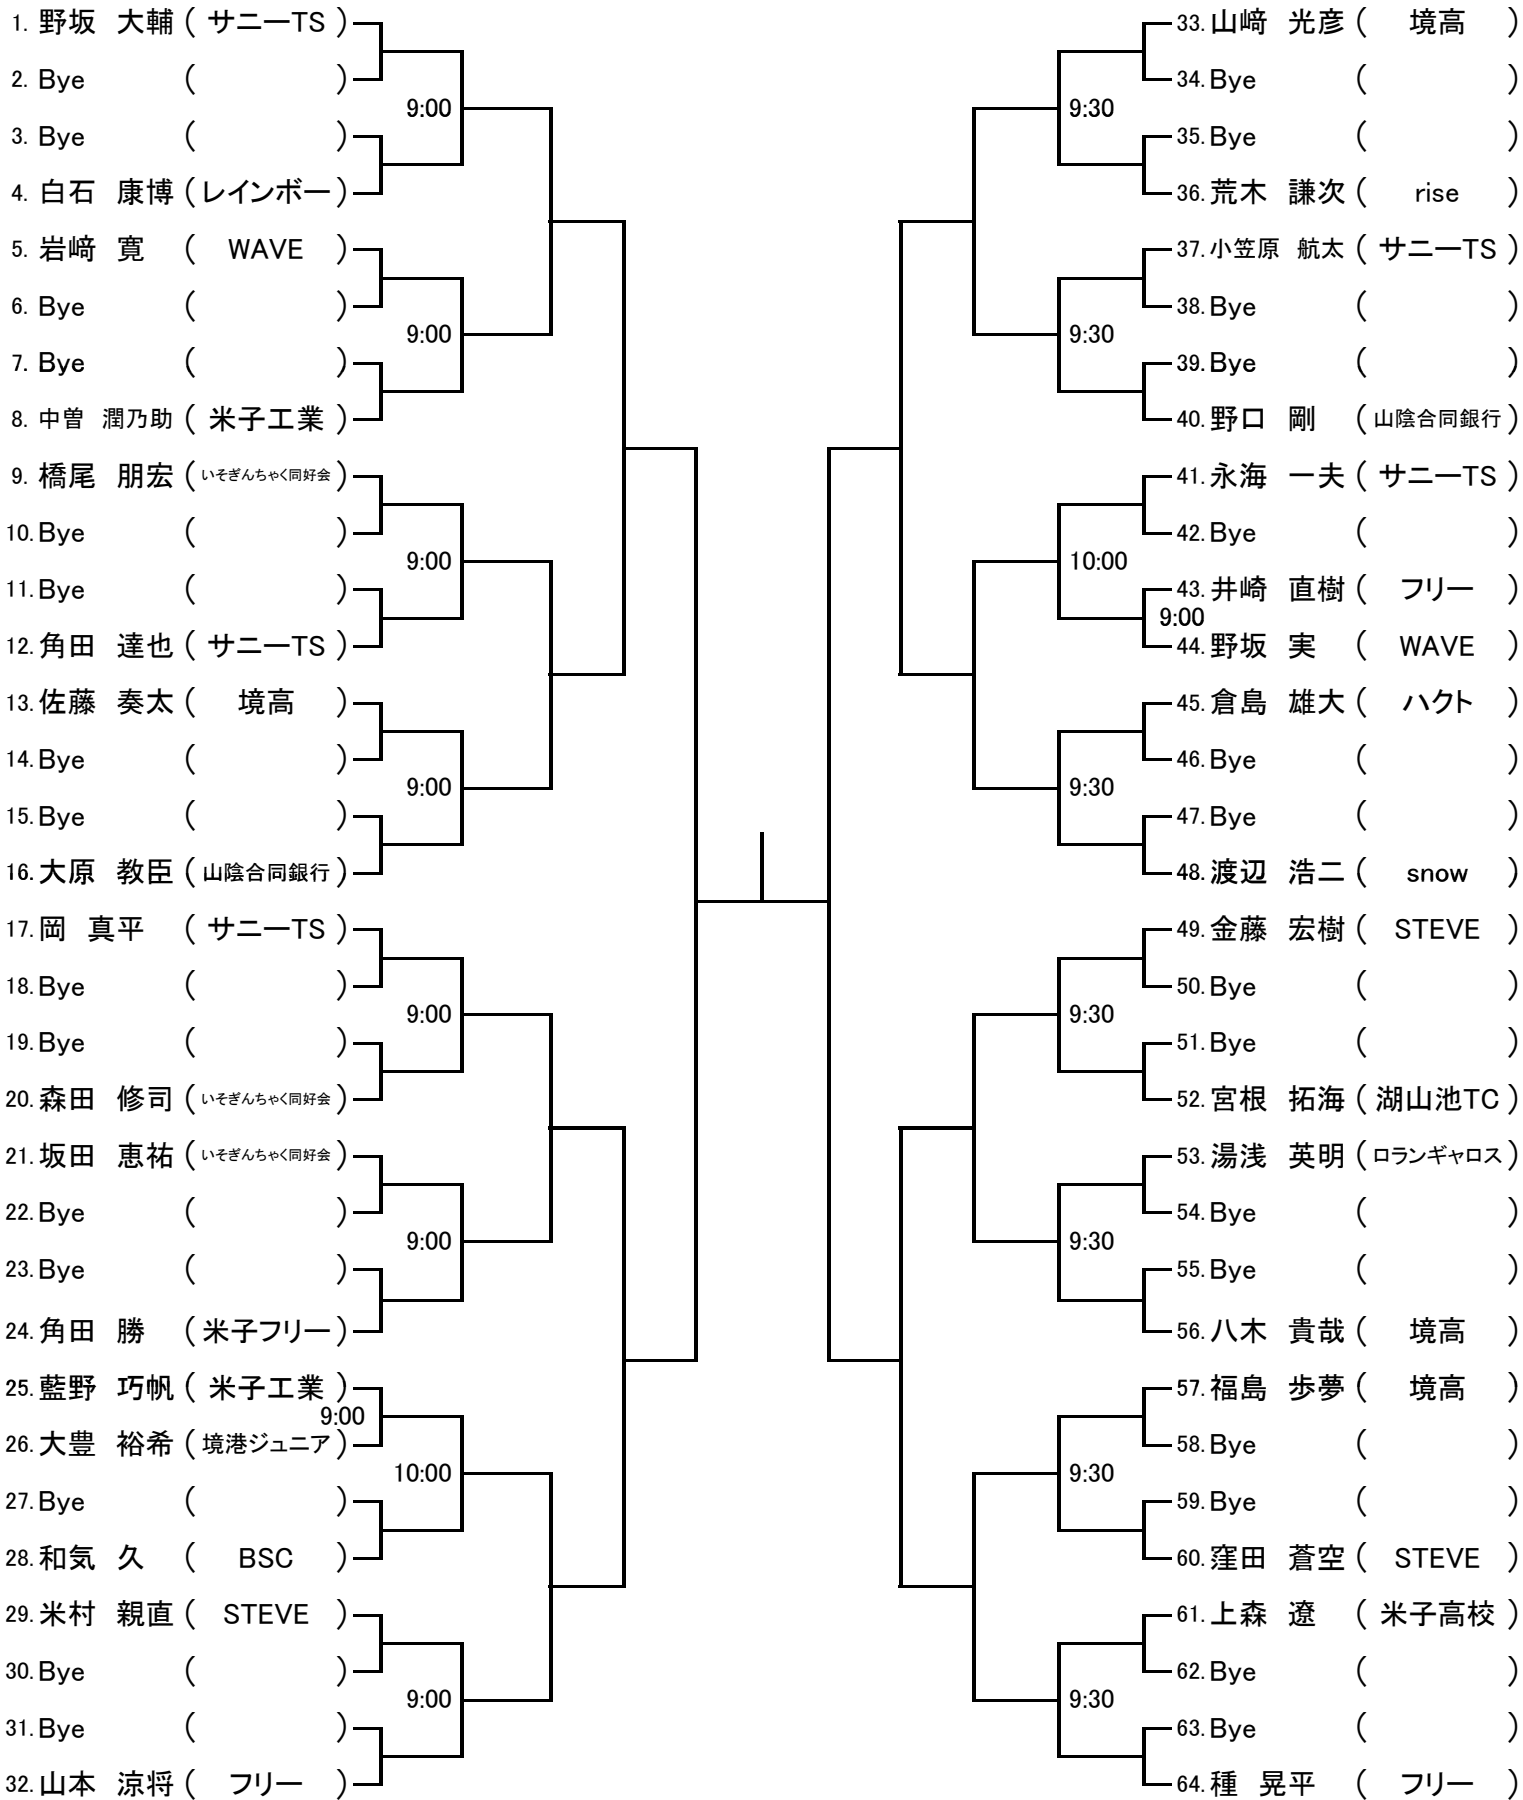 1. 野坂 大輔 ( サニーTS )
2. Bye ( )
9:00
3. Bye ( )
4. 白石 康博 ( レインボー )
5. 岩﨑 寛 ( WAVE )
6. Bye ( )
9:00
7. Bye ( )
8. 中曽 潤乃助 ( 米子工業 )
9. 橋尾 朋宏 ( いそぎんちゃく同好会 )
10. Bye ( )
9:00
11. Bye ( )
12. 角田 達也 ( サニーTS )
13. 佐藤 奏太 ( 境高 )
14. Bye ( )
9:00
15. Bye ( )
16. 大原 教臣 ( 山陰合同銀行 )
17. 岡 真平 ( サニーTS )
18. Bye ( )
9:00
19. Bye ( )
20. 森田 修司 ( いそぎんちゃく同好会 )
21. 坂田 恵祐 ( いそぎんちゃく同好会 )
22. Bye ( )
9:00
23. Bye ( )
24. 角田 勝 ( 米子フリー )
25. 藍野 巧帆 ( 米子工業 )
9:00
26. 大豊 裕希 ( 境港ジュニア )
10:00
27. Bye ( )
28. 和気 久 ( BSC )
29. 米村 親直 ( STEVE )
30. Bye ( )
9:00
31. Bye ( )
32. 山本 涼将 ( フリー )
33. 山﨑 光彦 ( 境高 )
34. Bye ( )
9:30
35. Bye ( )
36. 荒木 謙次 ( rise )
37. 小笠原 航太 ( サニーTS )
38. Bye ( )
9:30
39. Bye ( )
40. 野口 剛 ( 山陰合同銀行 )
41. 永海 一夫 ( サニーTS )
42. Bye ( )
10:00
43. 井崎 直樹 ( フリー )
9:00
44. 野坂 実 ( WAVE )
45. 倉島 雄大 ( ハクト )
46. Bye ( )
9:30
47. Bye ( )
48. 渡辺 浩二 ( snow )
49. 金藤 宏樹 ( STEVE )
50. Bye ( )
9:30
51. Bye ( )
52. 宮根 拓海 ( 湖山池TC )
53. 湯浅 英明 ( ロランギャロス )
54. Bye ( )
9:30
55. Bye ( )
56. 八木 貴哉 ( 境高 )
57. 福島 歩夢 ( 境高 )
58. Bye ( )
9:30
59. Bye ( )
60. 窪田 蒼空 ( STEVE )
61. 上森 遼 ( 米子高校 )
62. Bye ( )
9:30
63. Bye ( )
64. 種 晃平 ( フリー )